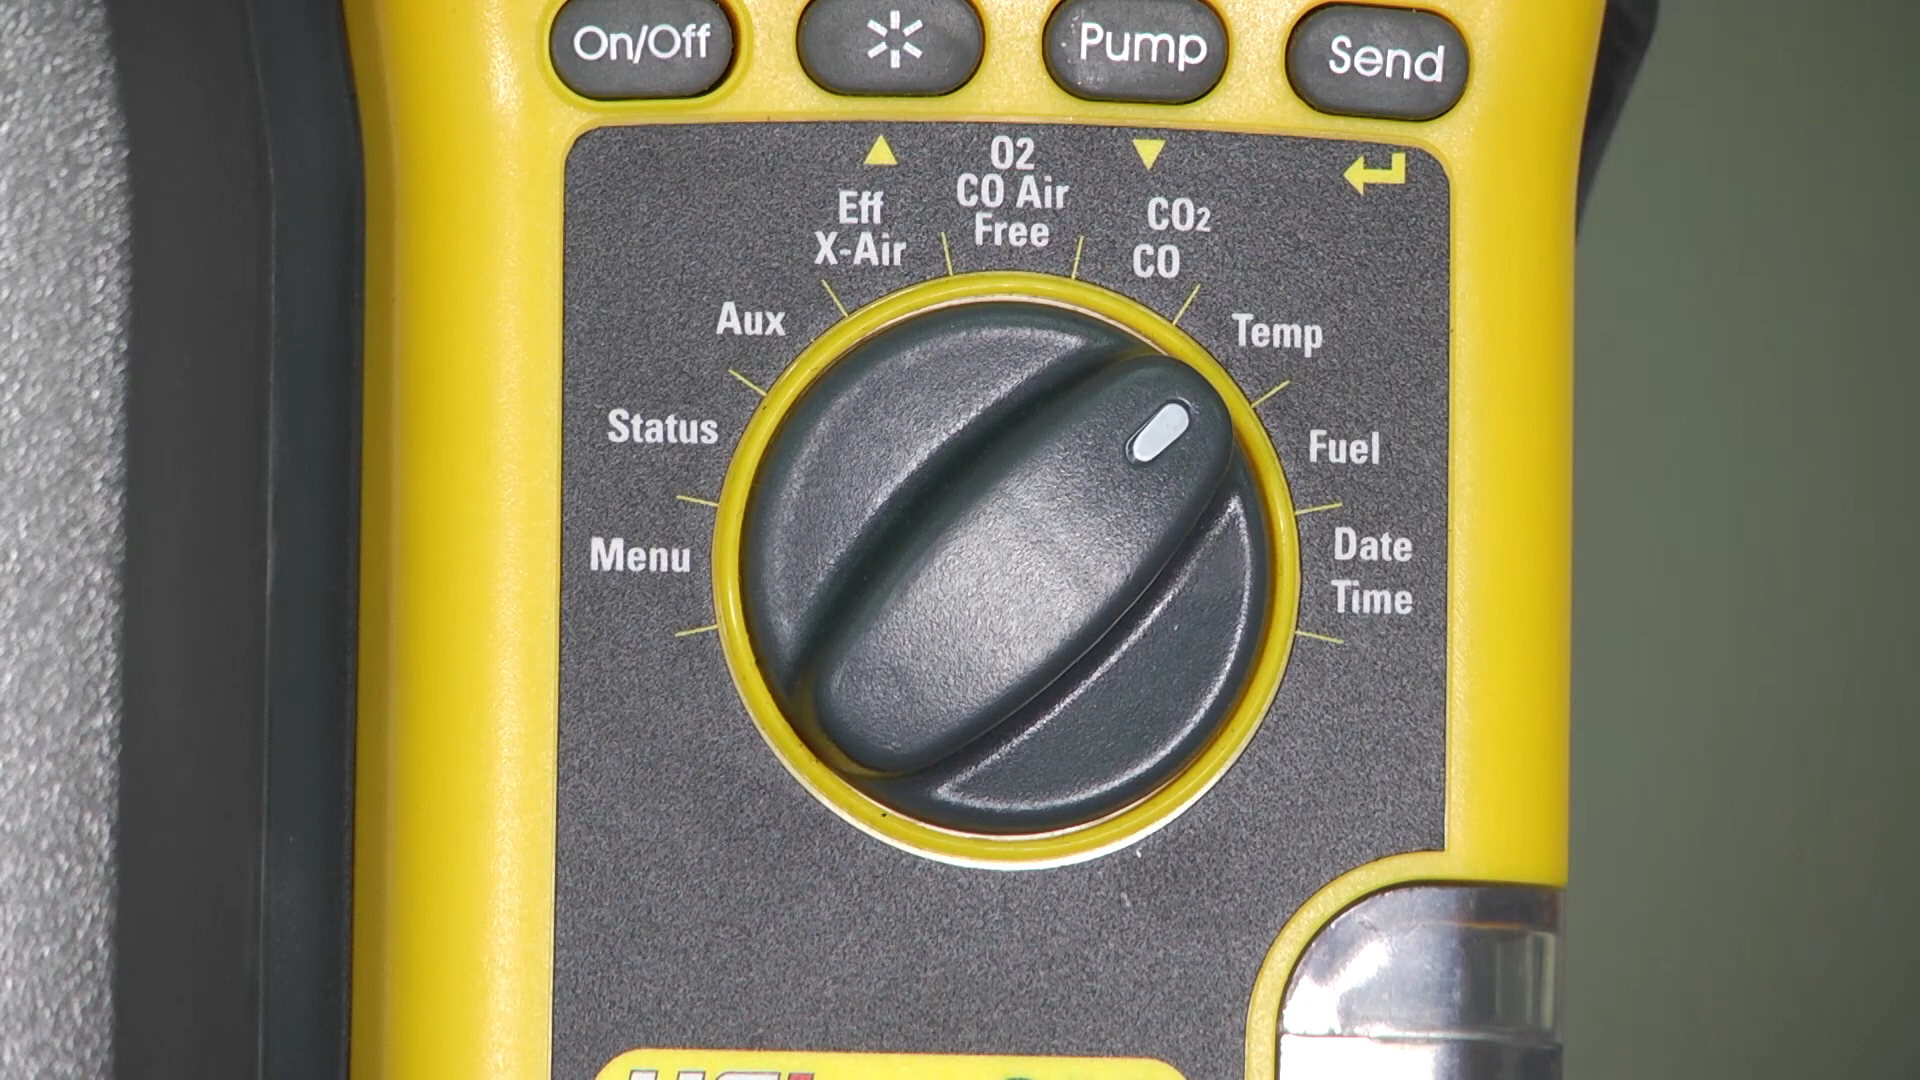 On/Off
Pump
Send
O2
CO Air
Free
Eff
X-Air
CO2
CO
Aux
Temp
Status
Fuel
Menu
Date
Time